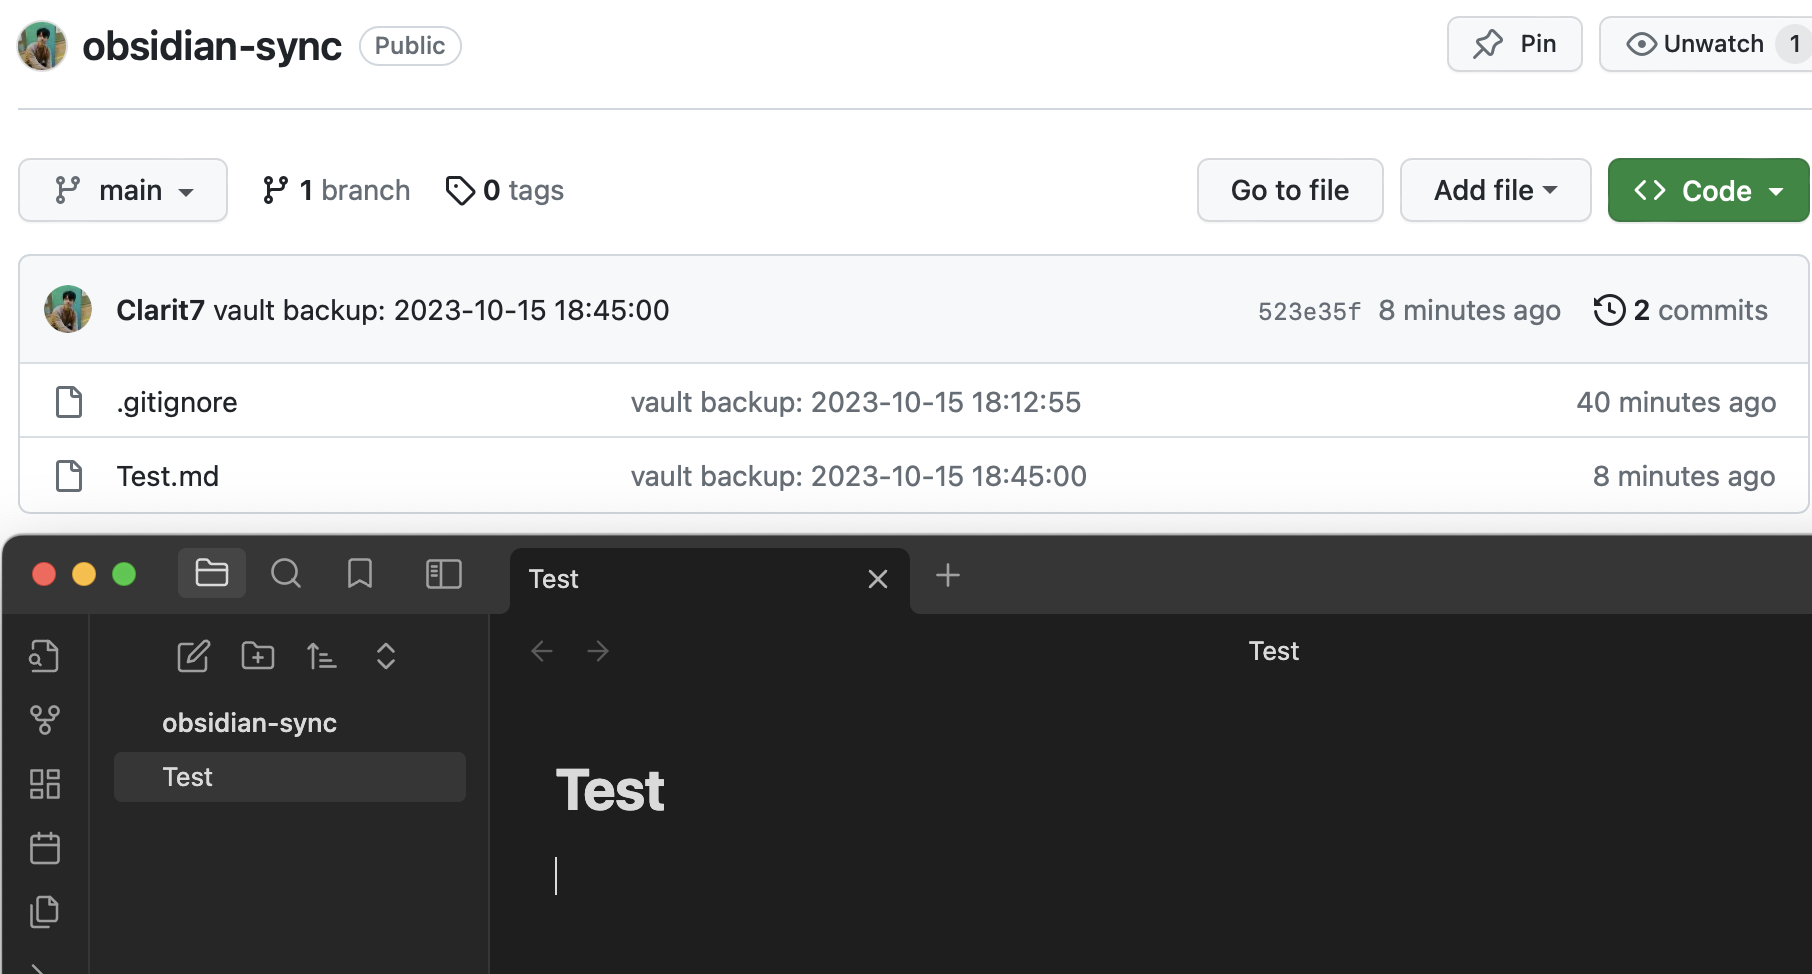 obsidian-sync Public Pin Unwatch 1
main 1 branch 0 tags Go to file Add file Code
Clarit7 vault backup: 2023-10-15 18:45:00 523e35f 8 minutes ago 2 commits
.gitignore vault backup: 2023-10-15 18:12:55 40 minutes ago
Test.md vault backup: 2023-10-15 18:45:00 8 minutes ago
Test
Test
obsidian-sync
Test
Test